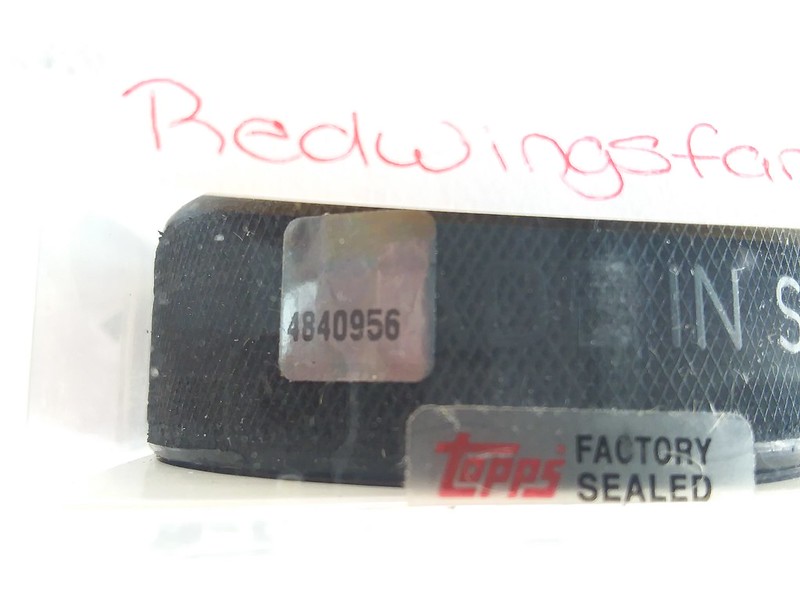 Redwingsfan
4840956
IN S
Topps FACTORY
SEALED